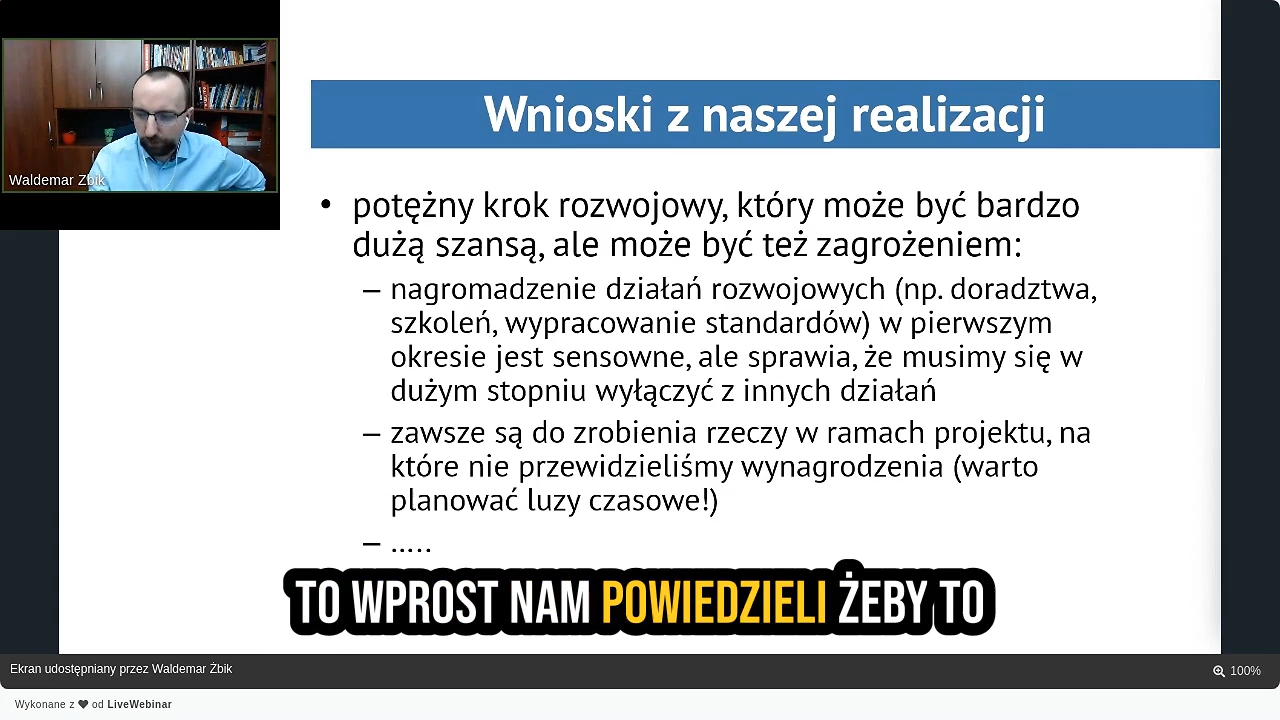 Waldemar Żbik
Wnioski z naszej realizacji
• potężny krok rozwojowy, który może być bardzo
dużą szansą, ale może być też zagrożeniem:
– nagromadzenie działań rozwojowych (np. doradztwa,
szkoleń, wypracowanie standardów) w pierwszym
okresie jest sensowne, ale sprawia, że musimy się w
dużym stopniu wyłączyć z innych działań
– zawsze są do zrobienia rzeczy w ramach projektu, na
które nie przewidzieliśmy wynagrodzenia (warto
planować luzy czasowe!)
– …..
TO WPROST NAM POWIEDZIELI ŻEBY TO
Ekran udostępniany przez Waldemar Żbik
100%
Wykonane z ❤ od LiveWebinar